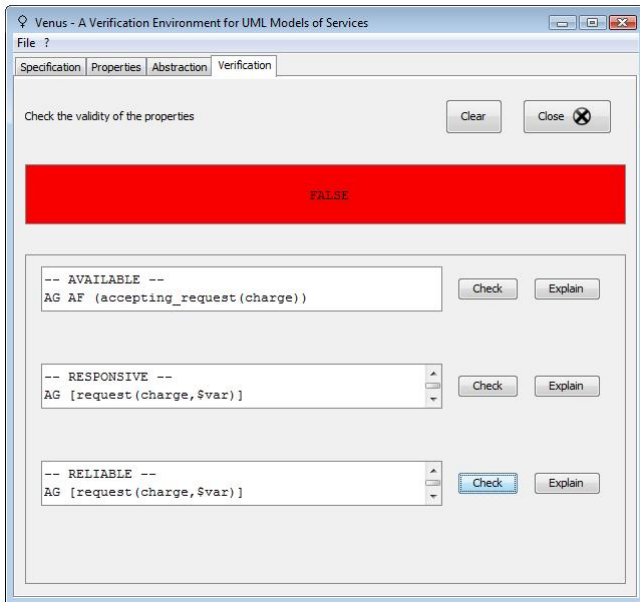 Venus - A Verification Environment for UML Models of Services
File ?
Specification Properties Abstraction Verification
Check the validity of the properties Clear Close
FALSE
-- AVAILABLE --
AG AF (accepting_request(charge)) Check Explain
-- RESPONSIVE --
AG [request(charge,$var)] Check Explain
-- RELIABLE --
AG [request(charge,$var)] Check Explain